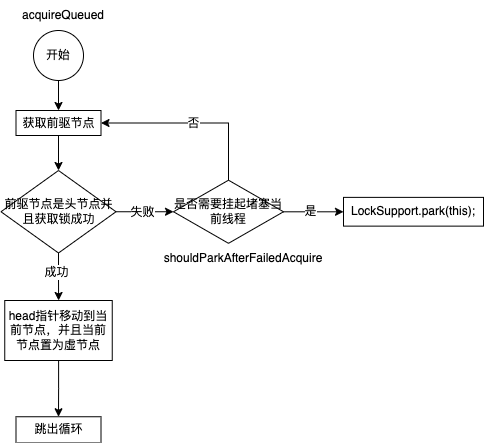 acquireQueued
开始
获取前驱节点
否
前驱节点是头节点并
且获取锁成功
失败
是否需要挂起堵塞当
前线程
是
LockSupport.park(this);
shouldParkAfterFailedAcquire
成功
head指针移动到当
前节点，并且当前
节点置为虚节点
跳出循环